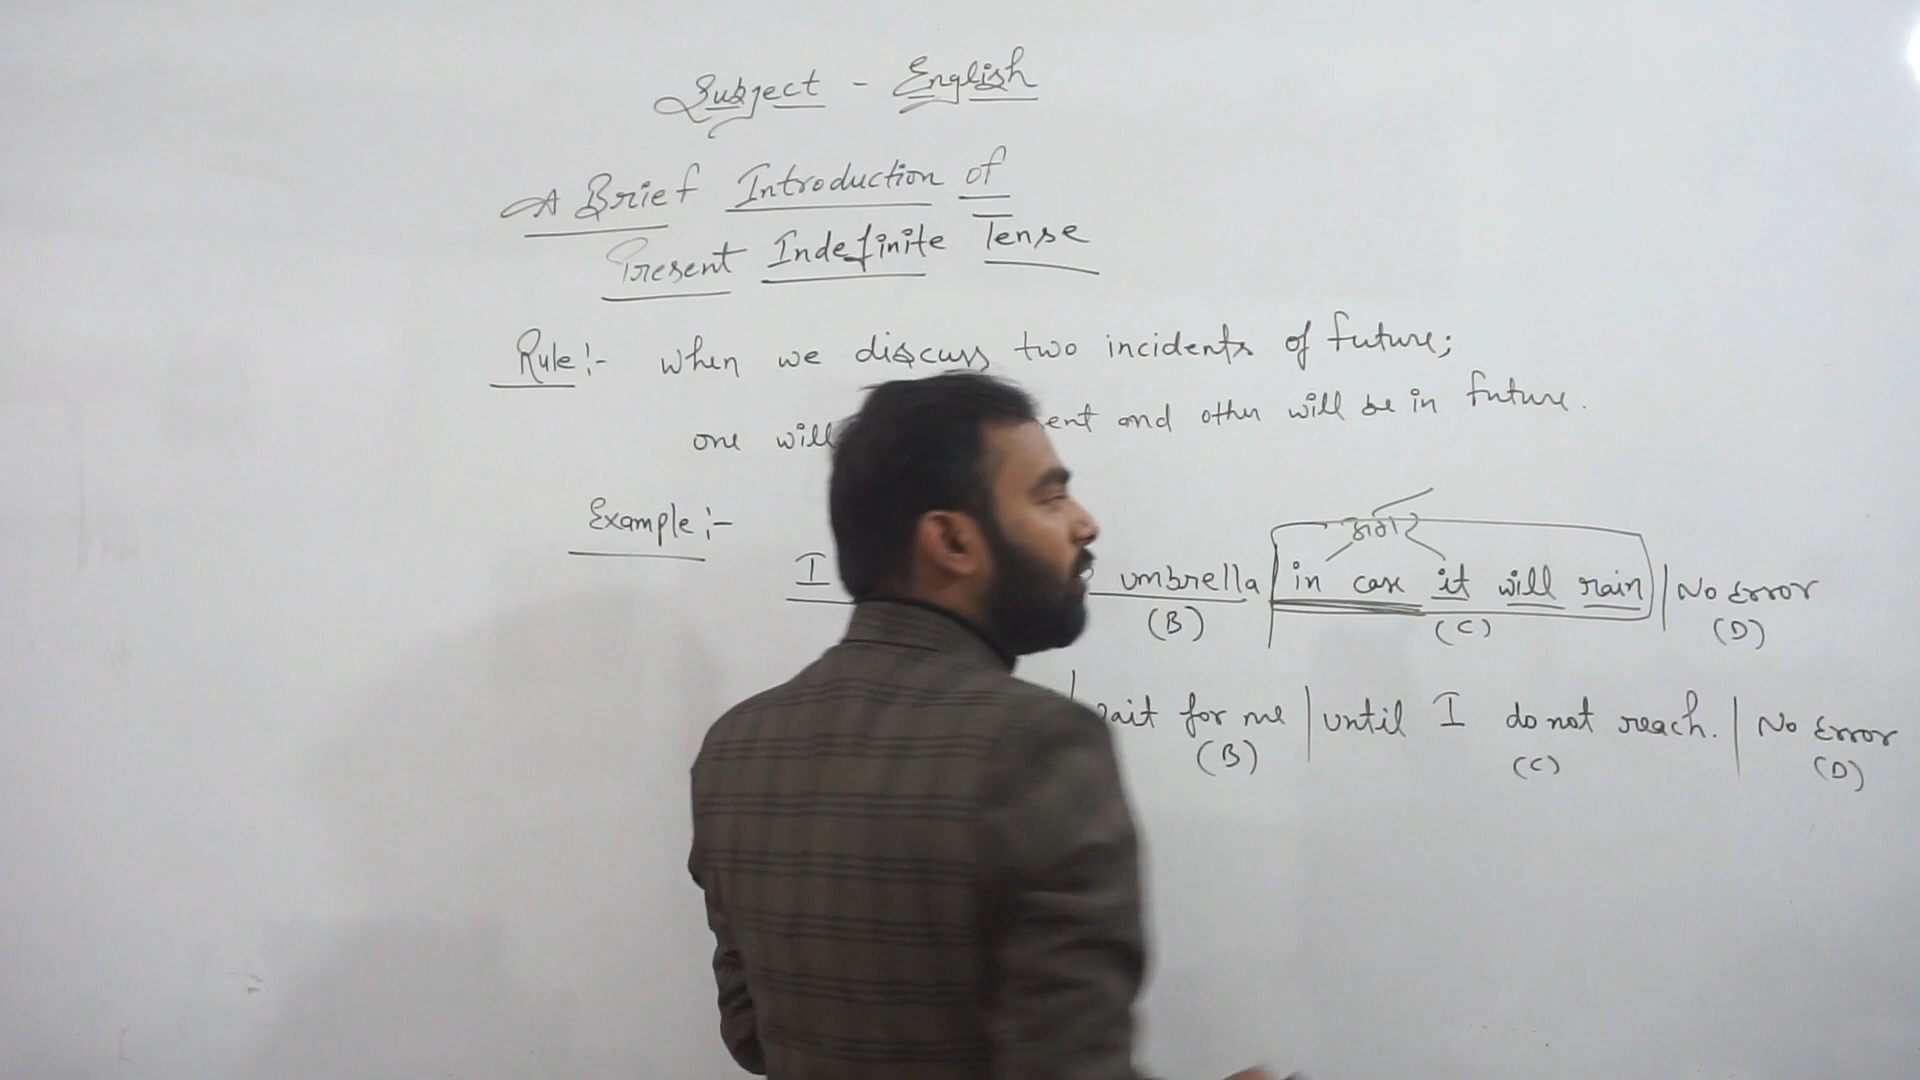 Subject - English
A Brief Introduction of
Present Indefinite Tense
Rule:- when we discuss two incidents of future;
one will ent and other will be in future.
Example:-
अगर
I umbrella | in case it will rain | No Error
(B) (C) (D)
wait for me | until I do not reach. | No Error
(B) (C) (D)